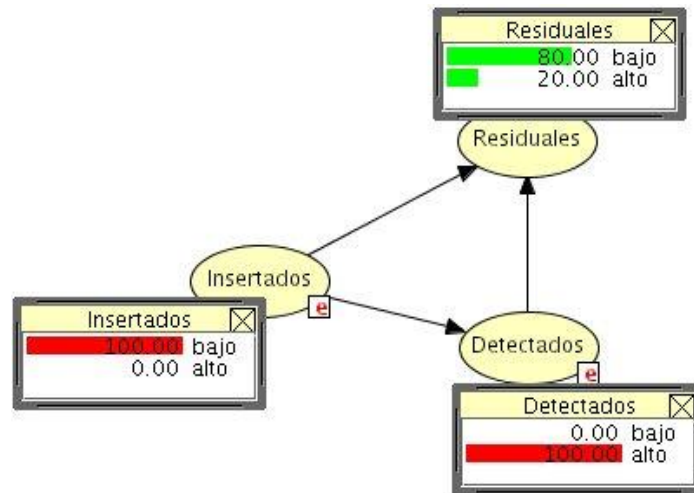 Residuales
80.00 bajo
20.00 alto
Residuales
Insertados
e
Insertados
100.00 bajo
0.00 alto
Detectados
e
Detectados
0.00 bajo
100.00 alto